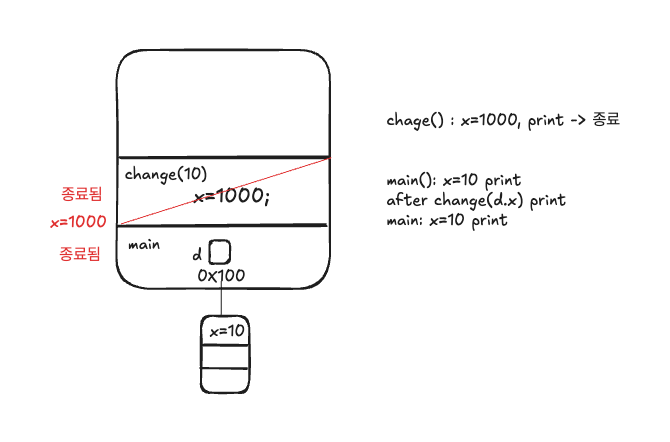 change(10)
x=1000;
종료됨
x=1000
종료됨
main
d
0x100
x=10
chage() : x=1000, print -> 종료
main(): x=10 print
after change(d.x) print
main: x=10 print